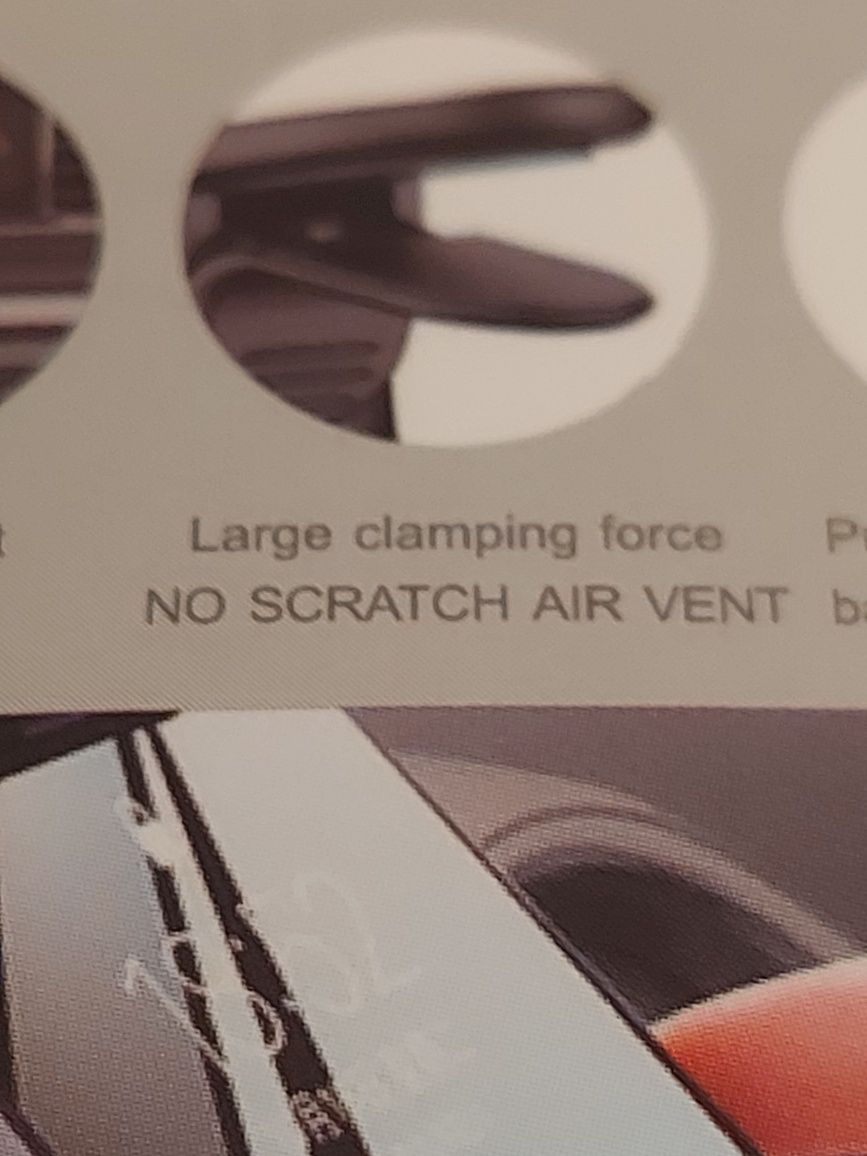 Large clamping force
NO SCRATCH AIR VENT